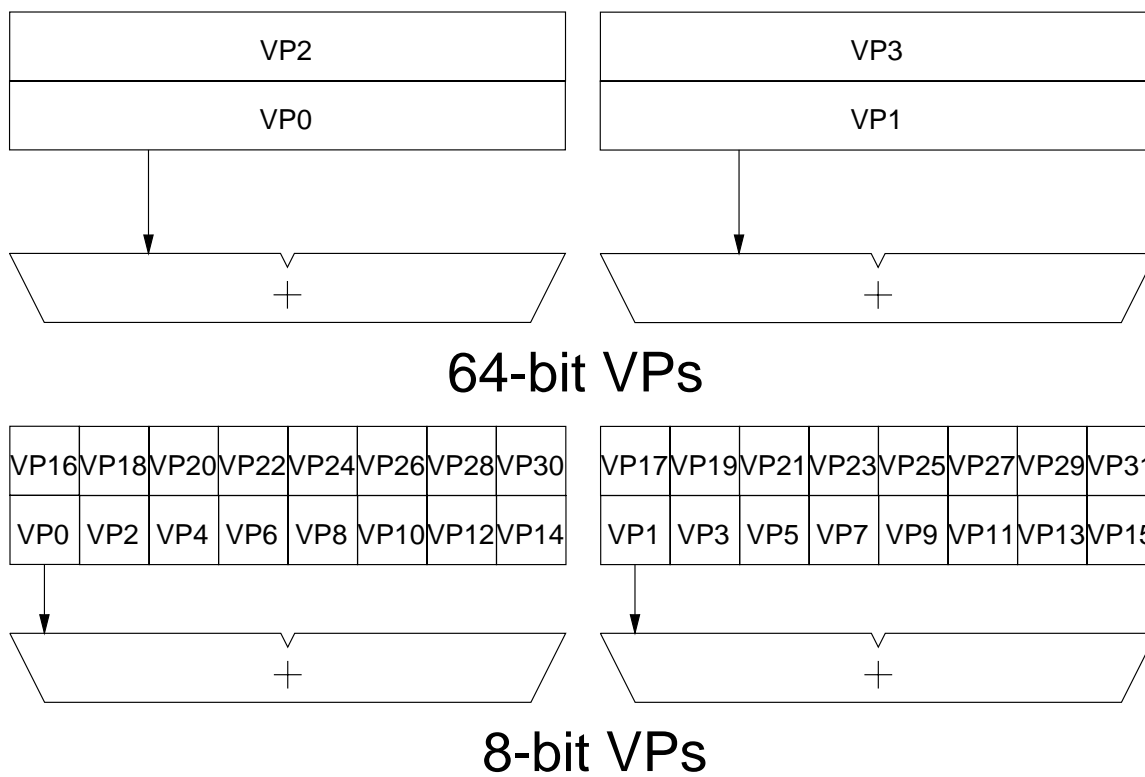 VP2 VP3
VP0 VP1
+ +
64-bit VPs
VP16 VP18 VP20 VP22 VP24 VP26 VP28 VP30 VP17 VP19 VP21 VP23 VP25 VP27 VP29 VP31
VP0 VP2 VP4 VP6 VP8 VP10 VP12 VP14 VP1 VP3 VP5 VP7 VP9 VP11 VP13 VP15
+ +
8-bit VPs